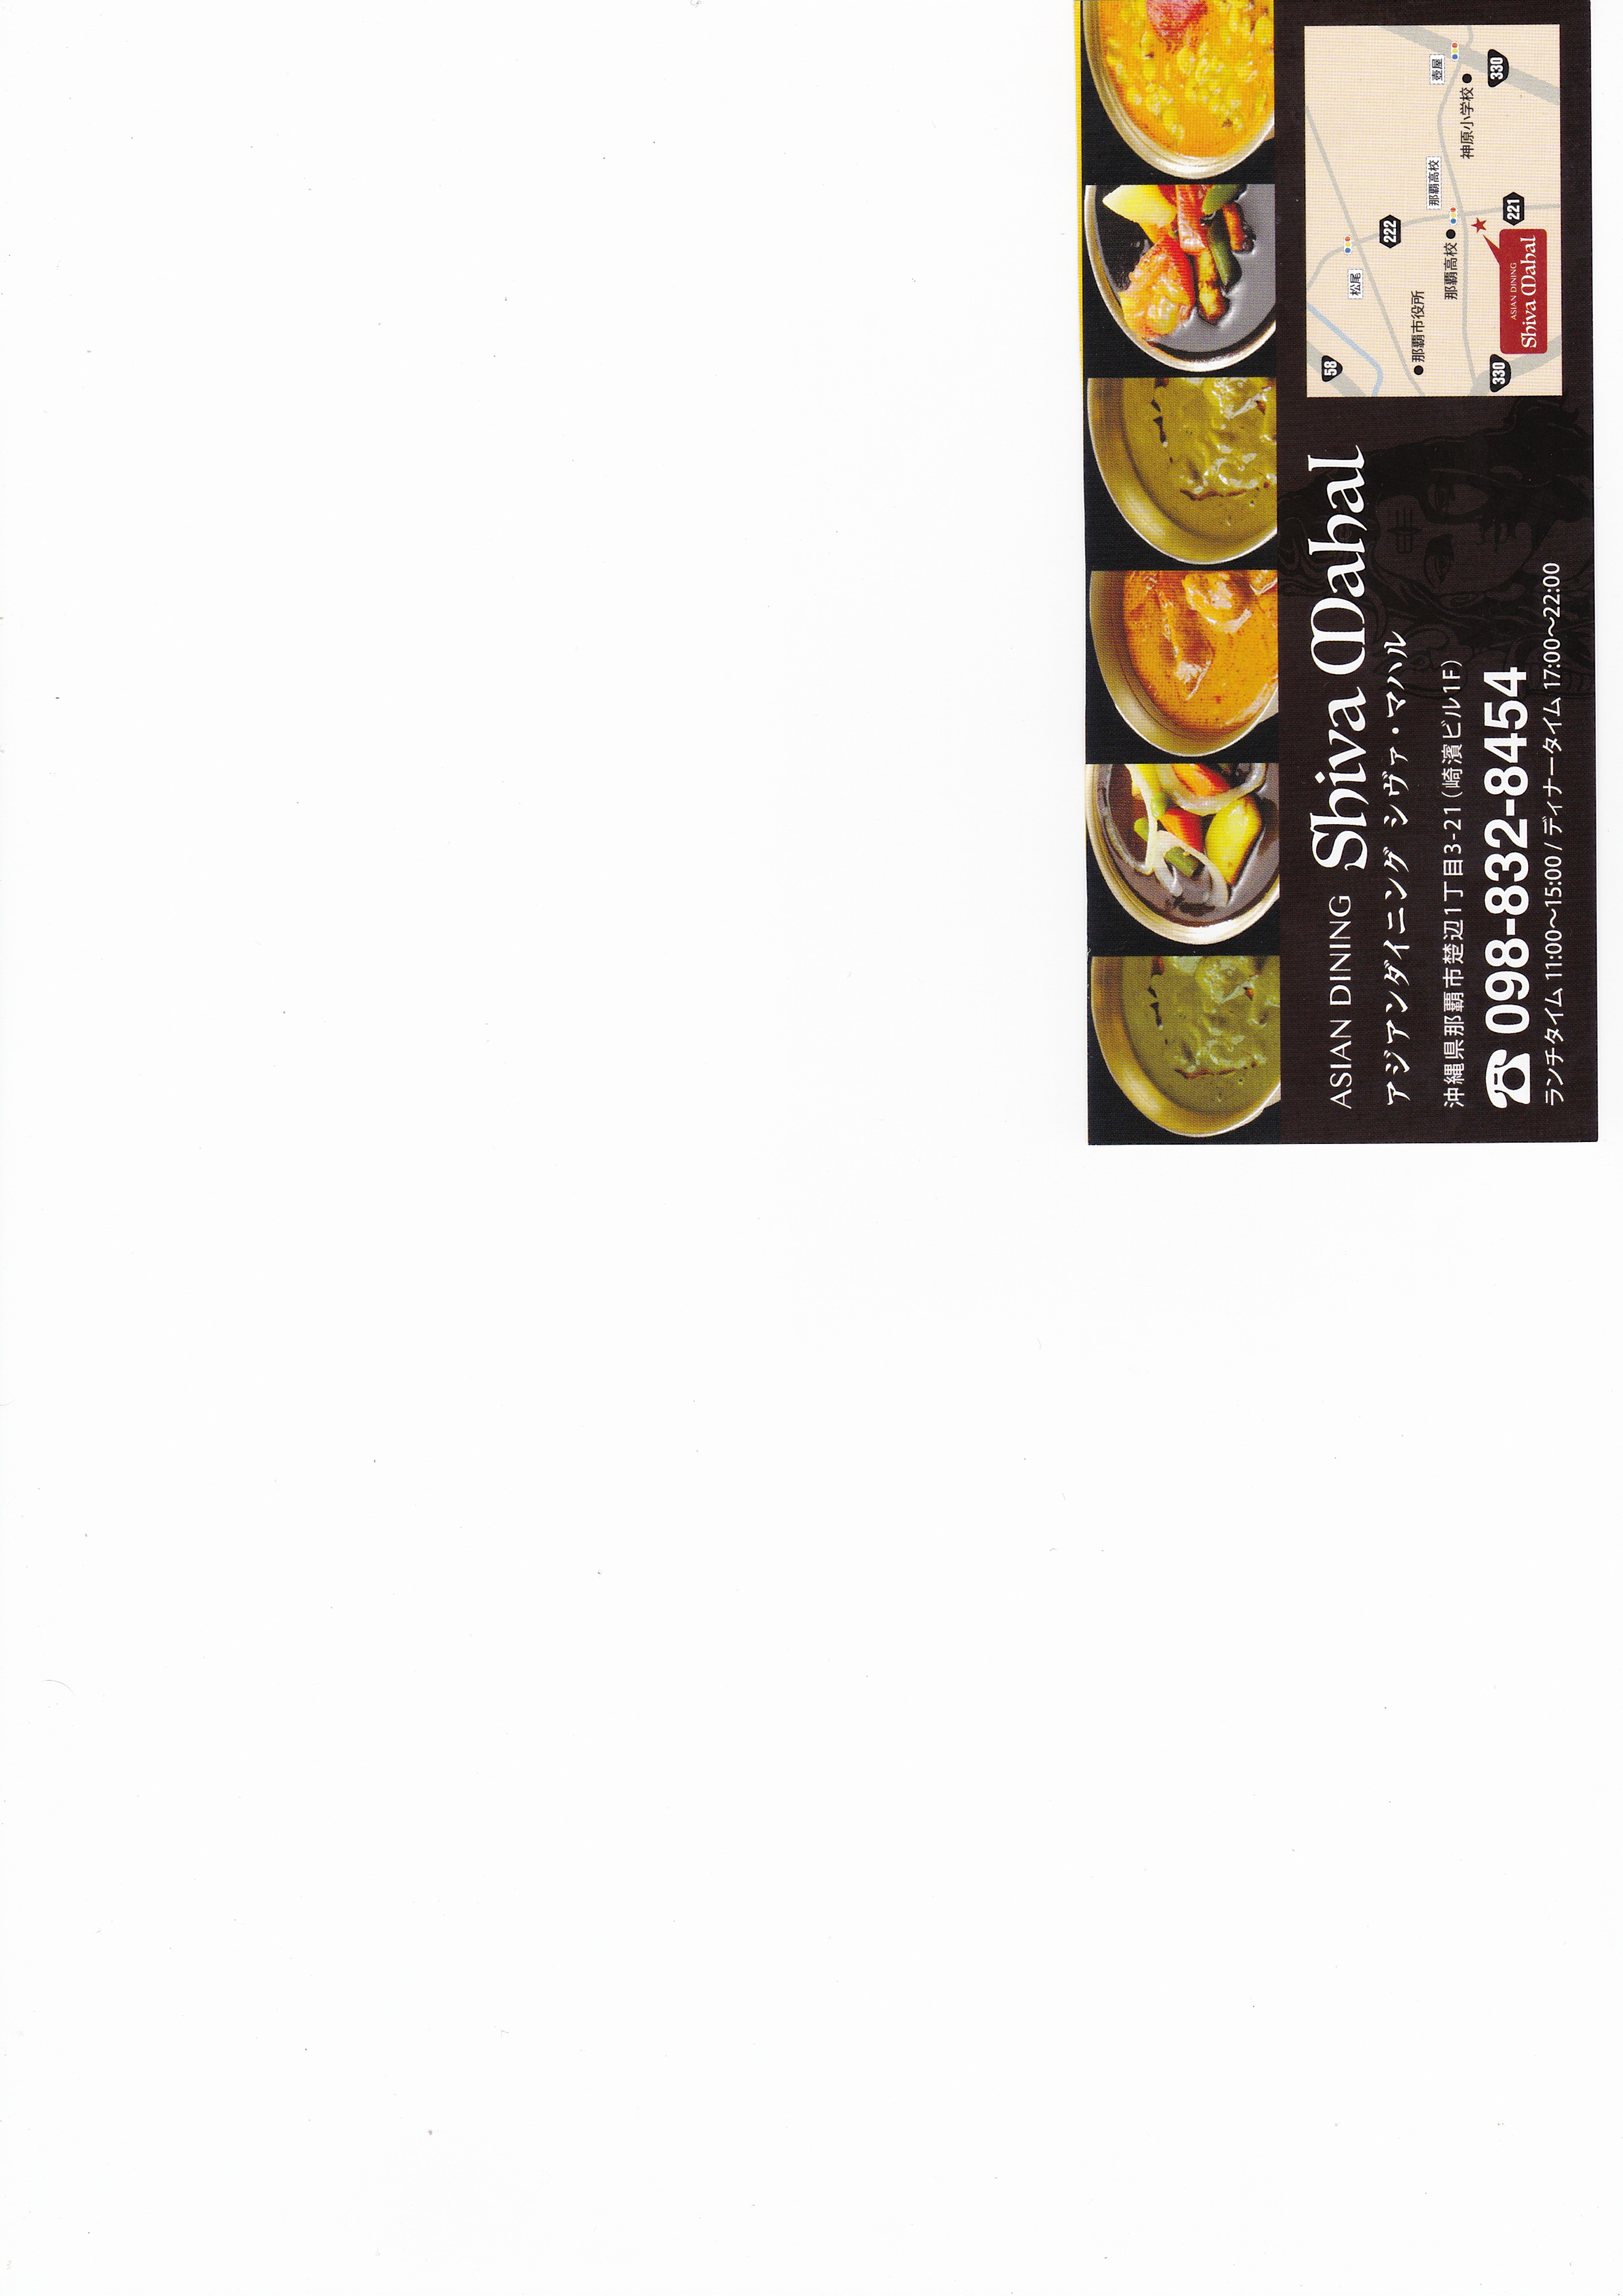 ASIAN DINING Shiva Mahal
アジアンダイニング シヴァ・マハル
沖縄県那覇市楚辺1丁目3-21(崎濱ビル1F)
☎ 098-832-8454
ランチタイム 11:00〜15:00 / ディナータイム 17:00〜22:00
58
松尾
222
那覇市役所
那覇高校
那覇高校
壺屋
神原小学校
330
330
221
ASIAN DINING
Shiva Mahal